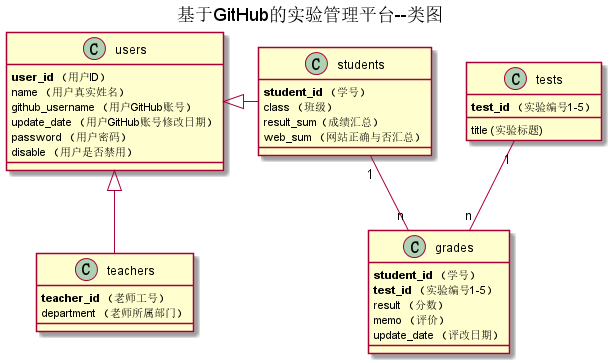 基于GitHub的实验管理平台--类图
C users
user_id （用户ID）
name （用户真实姓名）
github_username （用户GitHub账号）
update_date （用户GitHub账号修改日期）
password （用户密码）
disable （用户是否禁用）
C students
student_id （学号）
class （班级）
result_sum（成绩汇总）
web_sum （网站正确与否汇总）
C tests
test_id （实验编号1-5）
title (实验标题)
1
1
n
n
C teachers
teacher_id （老师工号）
department （老师所属部门）
C grades
student_id （学号）
test_id （实验编号1-5）
result （分数）
memo （评价）
update_date （评改日期）